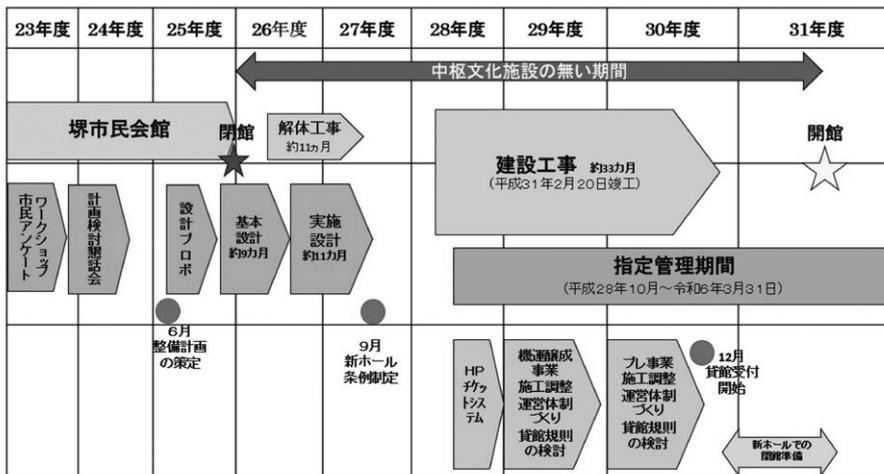 23年度 24年度 25年度 26年度 27年度 28年度 29年度 30年度 31年度
中枢文化施設の無い期間
堺市民会館
閉館
解体工事
約11ヵ月
建設工事 約33カ月
(平成31年2月20日竣工)
開館
ワークショップ
市民アンケート
計画検討懇話会
設計プロポ
基本
設計
約9カ月
実施
設計
約11カ月
指定管理期間
(平成28年10月～令和6年3月31日)
6月
整備計画
の策定
9月
新ホール
条例制定
HP
チケッ
トシス
テム
機運醸成
事業
施工調整
運営体制
づくり
貸館規則
の検討
プレ事業
施工調整
運営体制
づくり
貸館規則
の検討
12月
貸館受付
開始
新ホールでの
開館準備